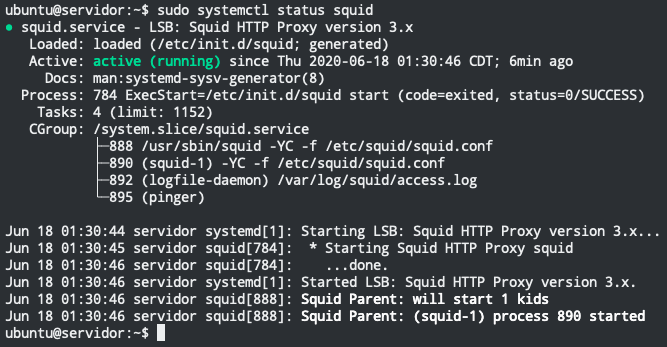 ubuntu@servidor:~$ sudo systemctl status squid
● squid.service - LSB: Squid HTTP Proxy version 3.x
   Loaded: loaded (/etc/init.d/squid; generated)
   Active: active (running) since Thu 2020-06-18 01:30:46 CDT; 6min ago
     Docs: man:systemd-sysv-generator(8)
  Process: 784 ExecStart=/etc/init.d/squid start (code=exited, status=0/SUCCESS)
    Tasks: 4 (limit: 1152)
   CGroup: /system.slice/squid.service
           ├─888 /usr/sbin/squid -YC -f /etc/squid/squid.conf
           ├─890 (squid-1) -YC -f /etc/squid/squid.conf
           ├─892 (logfile-daemon) /var/log/squid/access.log
           └─895 (pinger)

Jun 18 01:30:44 servidor systemd[1]: Starting LSB: Squid HTTP Proxy version 3.x...
Jun 18 01:30:45 servidor squid[784]:  * Starting Squid HTTP Proxy squid
Jun 18 01:30:46 servidor squid[784]:    ...done.
Jun 18 01:30:46 servidor systemd[1]: Started LSB: Squid HTTP Proxy version 3.x.
Jun 18 01:30:46 servidor squid[888]: Squid Parent: will start 1 kids
Jun 18 01:30:46 servidor squid[888]: Squid Parent: (squid-1) process 890 started
ubuntu@servidor:~$